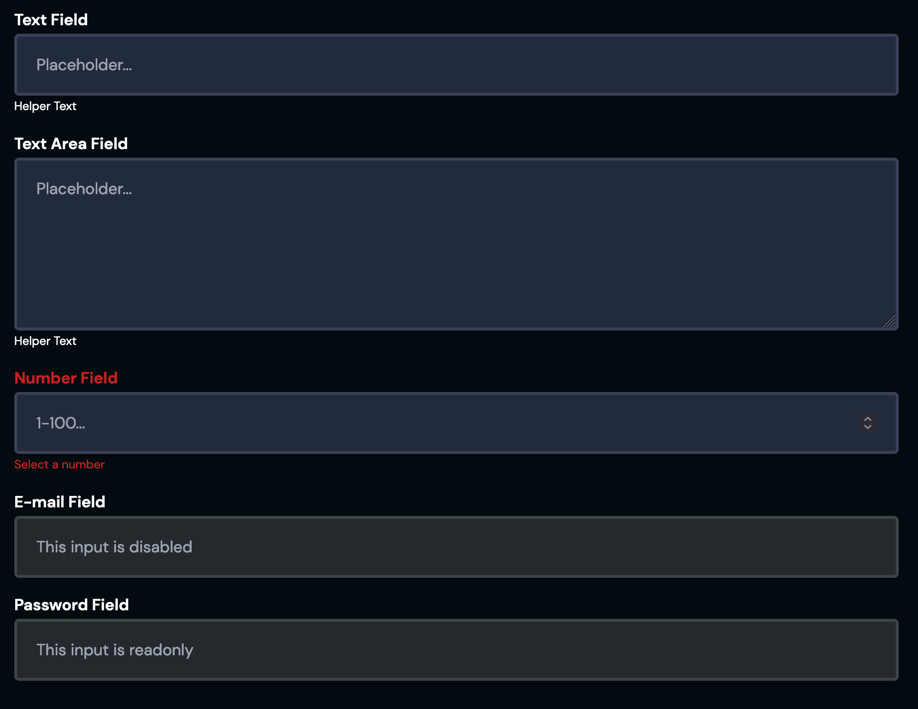 Text Field
Placeholder...
Helper Text
Text Area Field
Placeholder...
Helper Text
Number Field
1-100...
Select a number
E-mail Field
This input is disabled
Password Field
This input is readonly